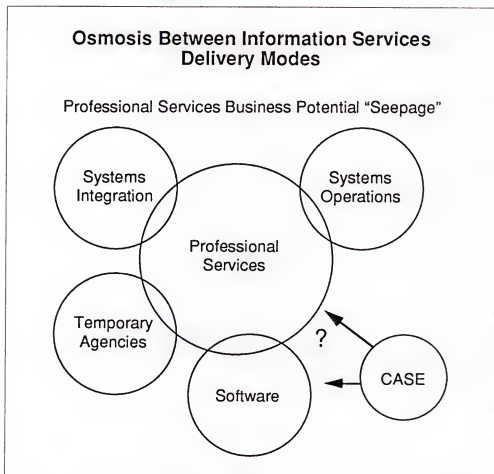 Osmosis Between Information Services
Delivery Modes
Professional Services Business Potential “Seepage”
Systems
Integration
Systems
Operations
Professional
Services
Temporary
Agencies
?
Software
CASE